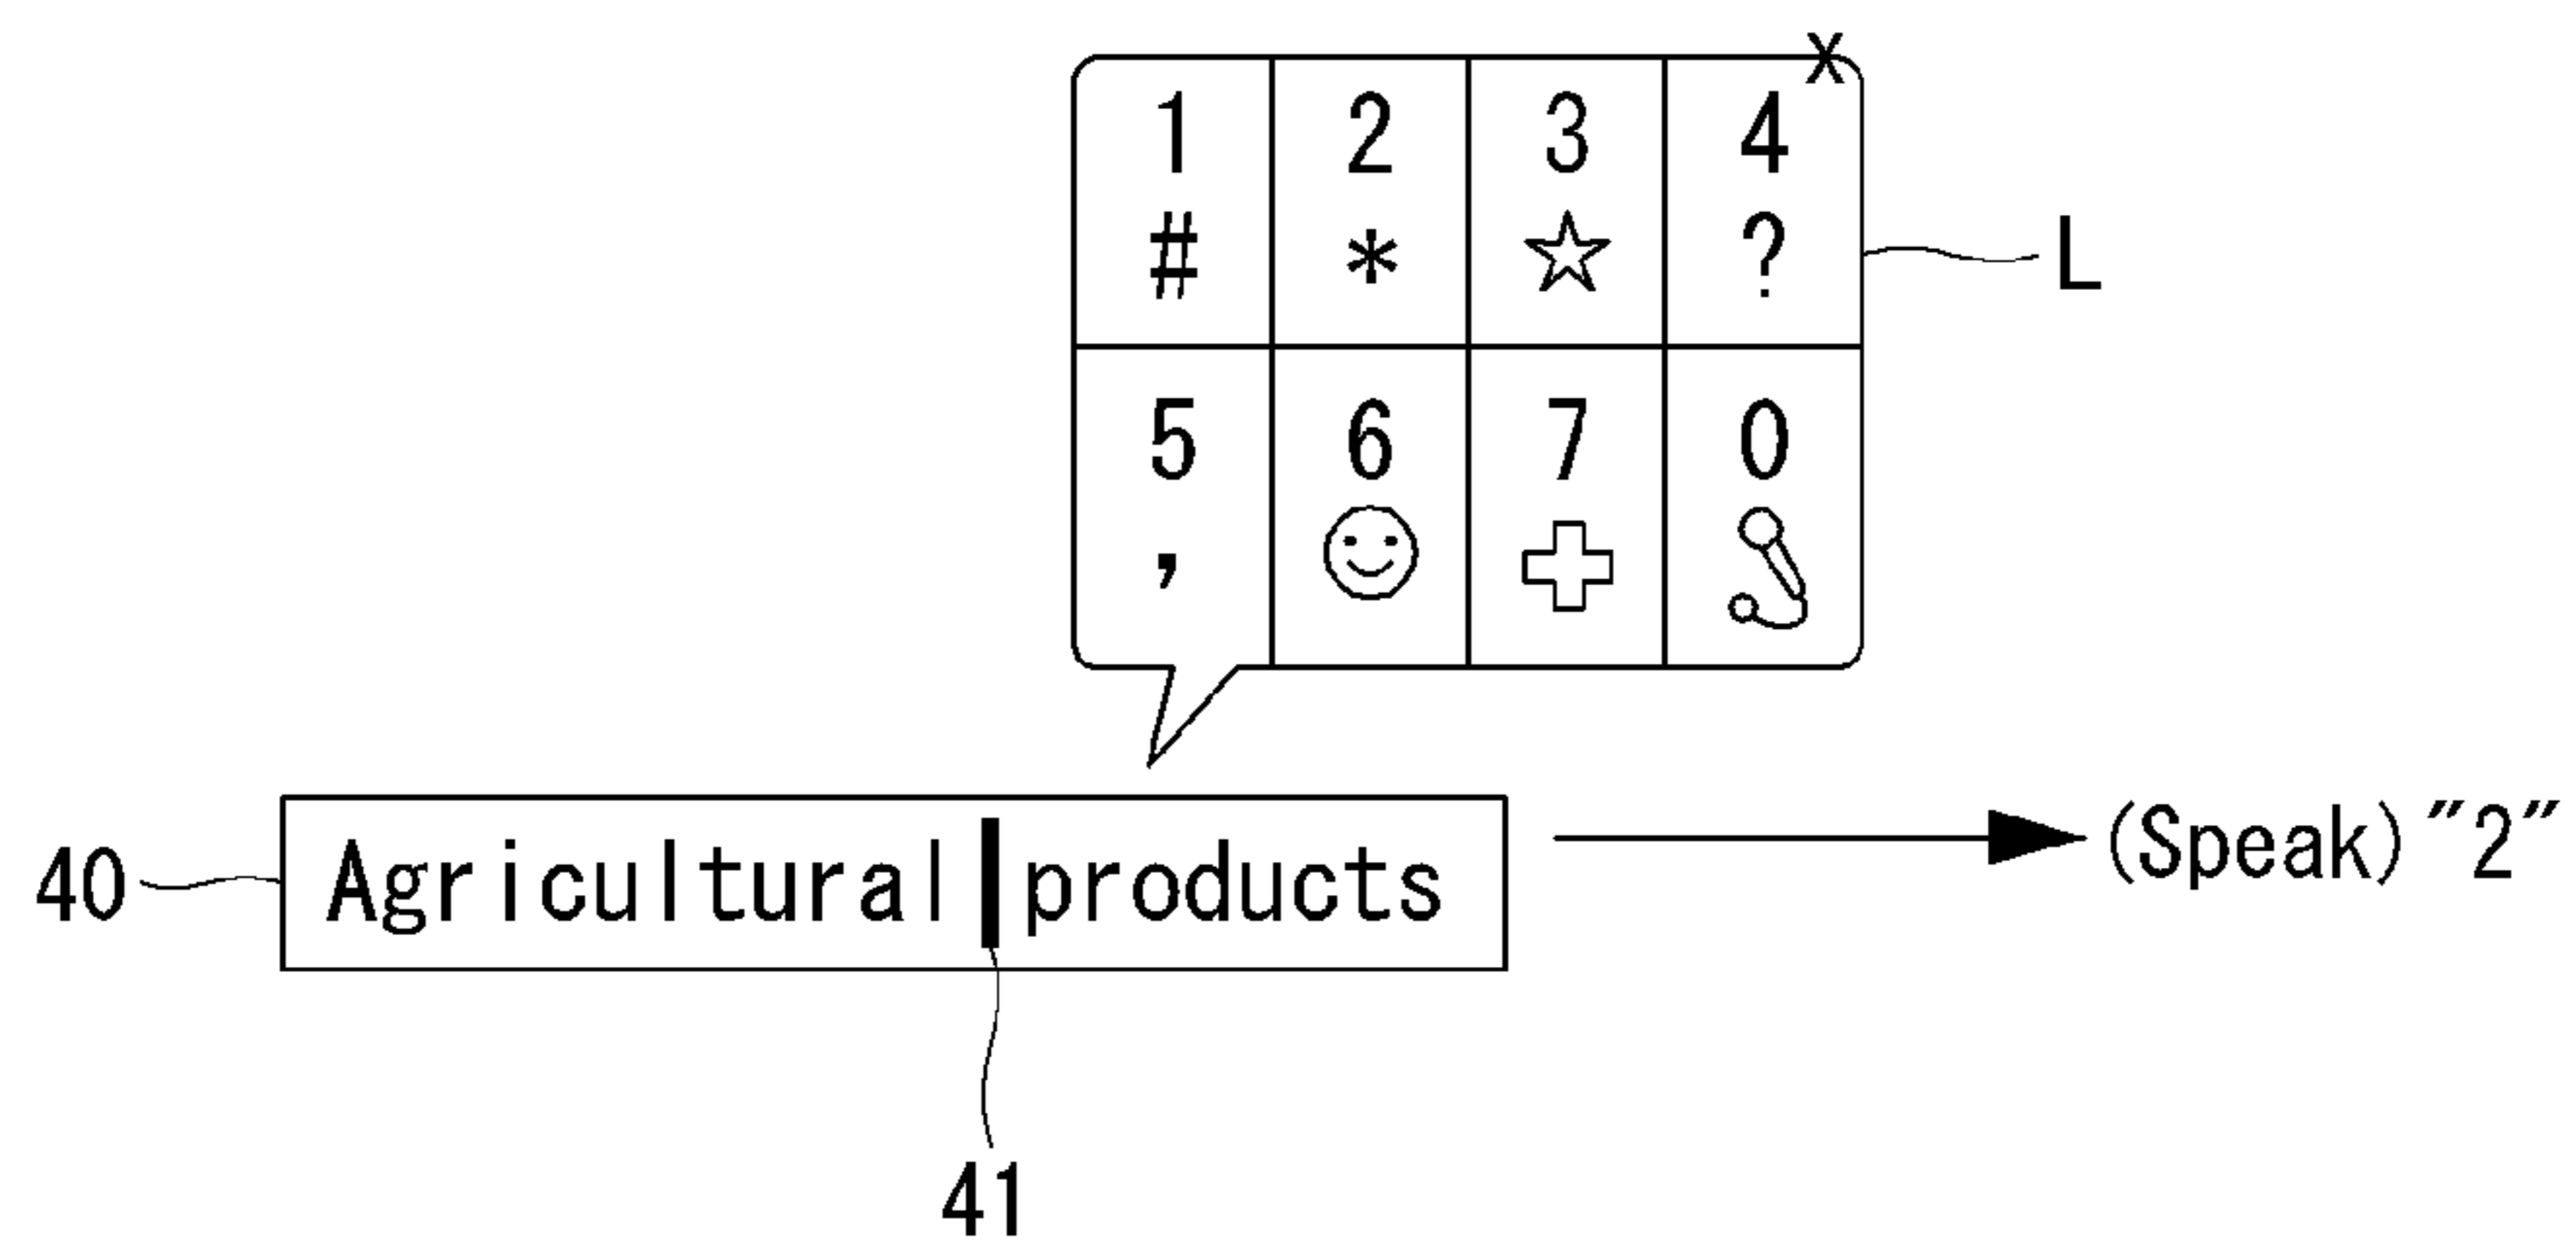 X
1 2 3 4
# * ☆ ?
L
5 6 7 0
,
40 Agricultural products (Speak) "2"
41